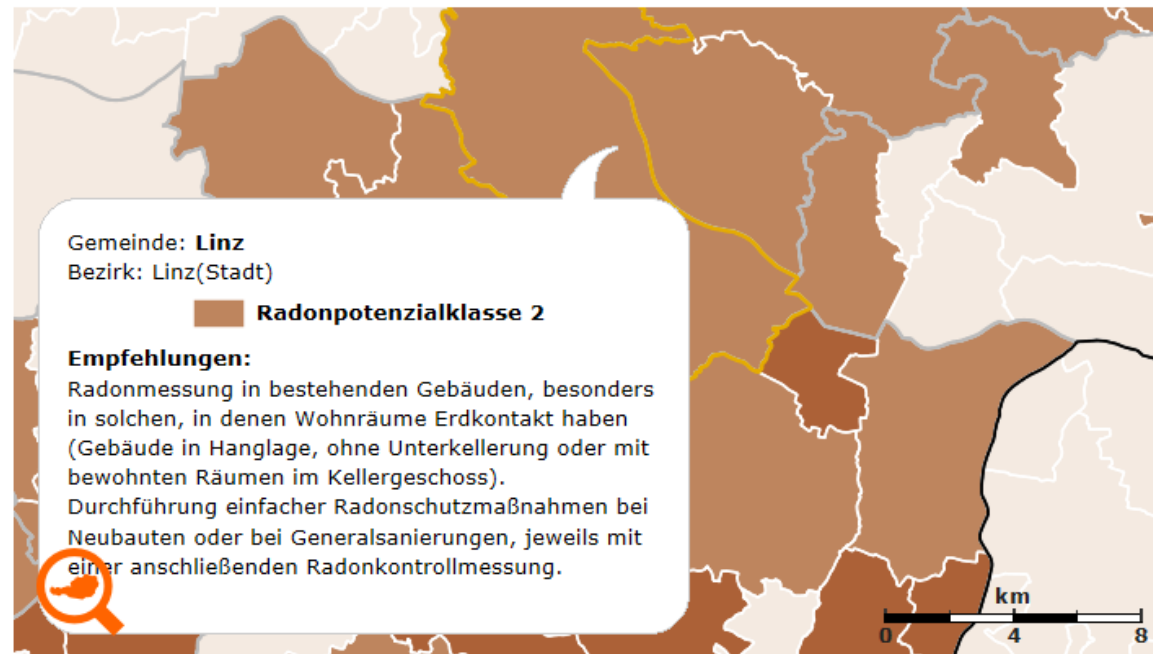 Gemeinde: Linz
Bezirk: Linz(Stadt)
Radonpotenzialklasse 2
Empfehlungen:
Radonmessung in bestehenden Gebäuden, besonders
in solchen, in denen Wohnräume Erdkontakt haben
(Gebäude in Hanglage, ohne Unterkellerung oder mit
bewohnten Räumen im Kellergeschoss).
Durchführung einfacher Radonschutzmaßnahmen bei
Neubauten oder bei Generalsanierungen, jeweils mit
einer anschließenden Radonkontrollmessung.
km
0 4 8